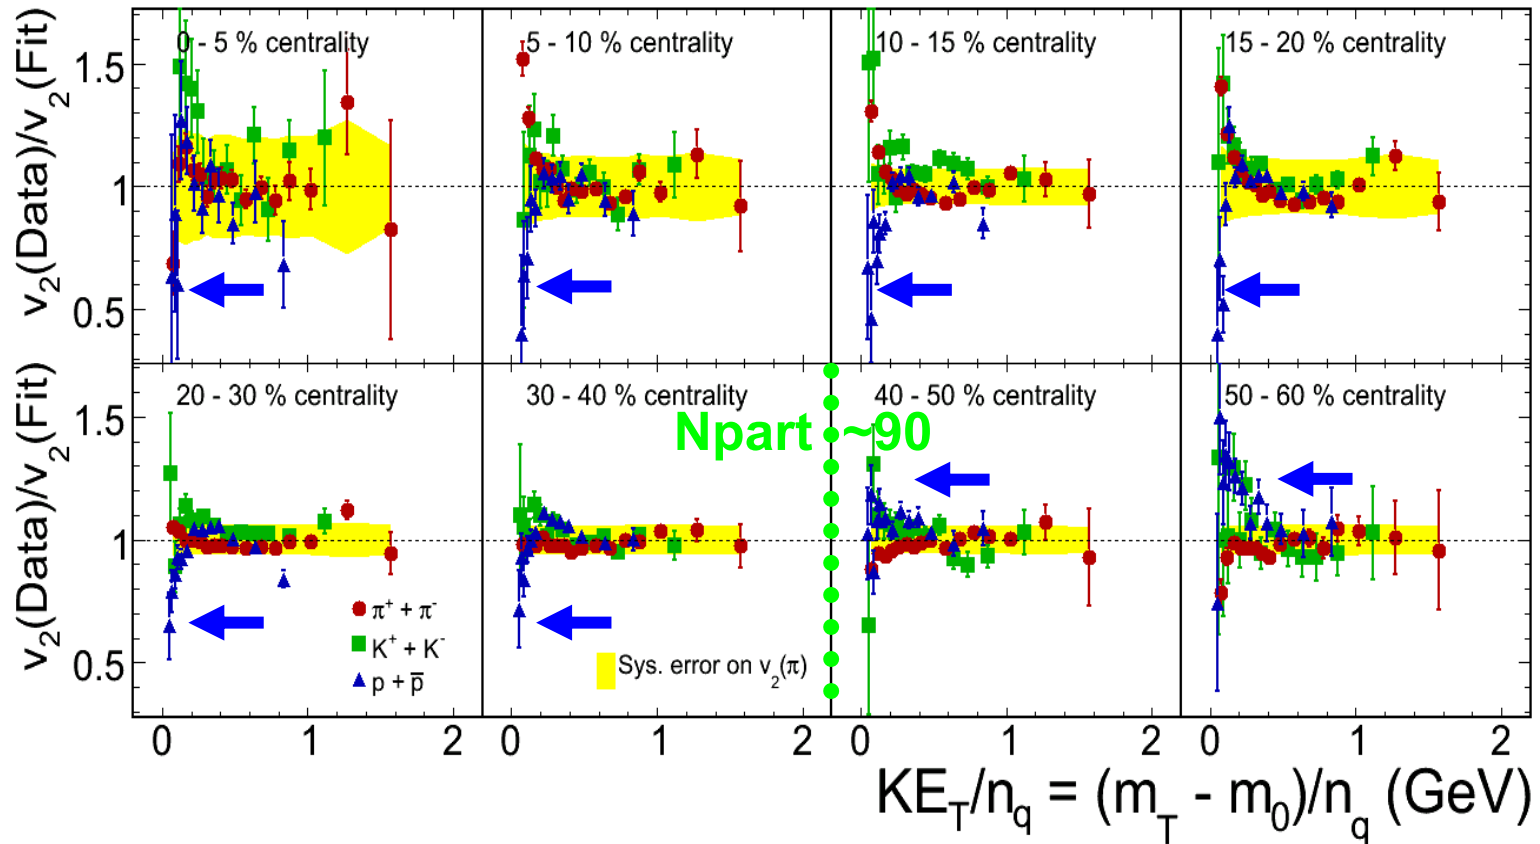 v2(Data)/v2(Fit)
1.5
1
0.5
0 - 5 % centrality
5 - 10 % centrality
10 - 15 % centrality
15 - 20 % centrality
v2(Data)/v2(Fit)
1.5
1
0.5
20 - 30 % centrality
30 - 40 % centrality
40 - 50 % centrality
50 - 60 % centrality
Npart ~90
π+ + π-
K+ + K-
p + p̅
Sys. error on v2(π)
0 1 2 0 1 2 0 1 2 0 1 2
KET/nq = (mT - m0)/nq (GeV)